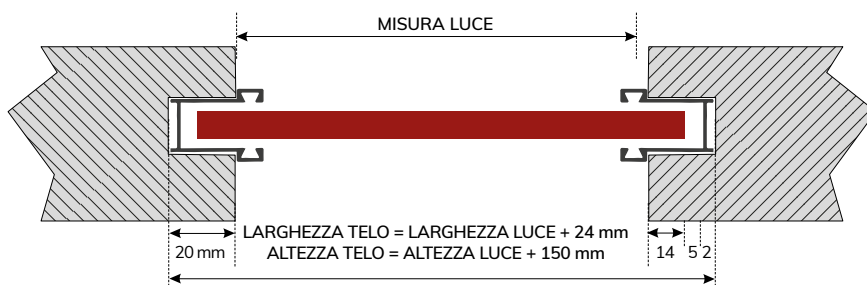 MISURA LUCE
LARGHEZZA TELO = LARGHEZZA LUCE + 24 mm
20 mm ALTEZZA TELO = ALTEZZA LUCE + 150 mm 14 5 2